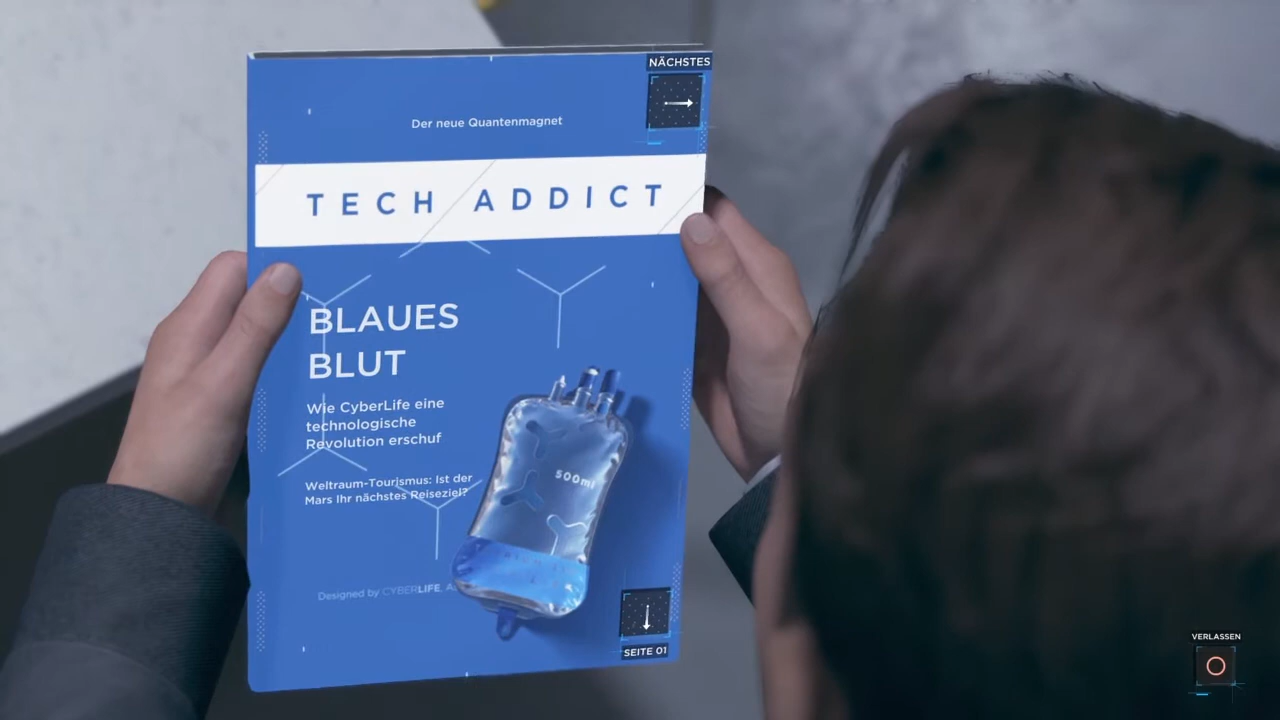 NÄCHSTES
Der neue Quantenmagnet
TECH ADDICT
BLAUES
BLUT
Wie CyberLife eine
technologische
Revolution erschuf
Weltraum-Tourismus: Ist der
Mars Ihr nächstes Reiseziel?
500ml
Designed by CYBERLIFE
SEITE 01
VERLASSEN